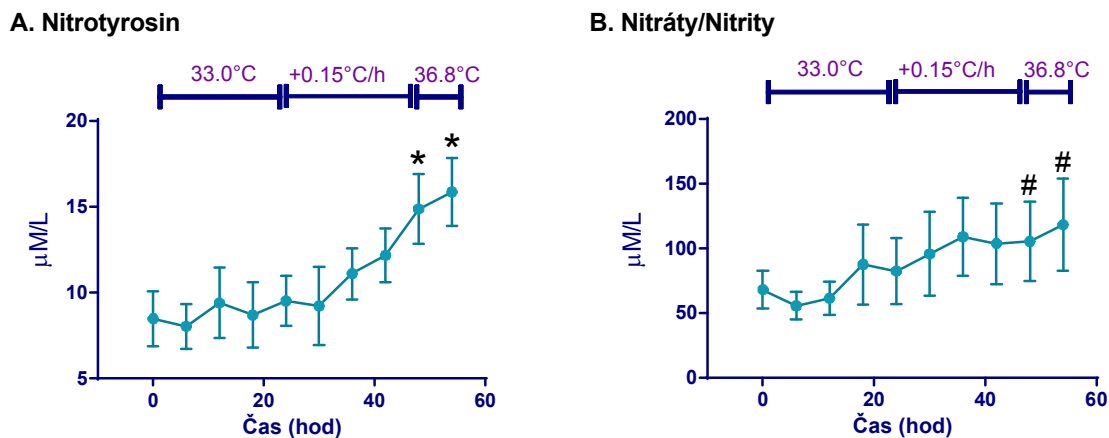 A. Nitrotyrosin
33.0°C +0.15°C/h 36.8°C
20
15
10
5
μM/L
* *
0 20 40 60
Čas (hod)
B. Nitráty/Nitrity
33.0°C +0.15°C/h 36.8°C
200
150
100
50
0
μM/L
# #
0 20 40 60
Čas (hod)